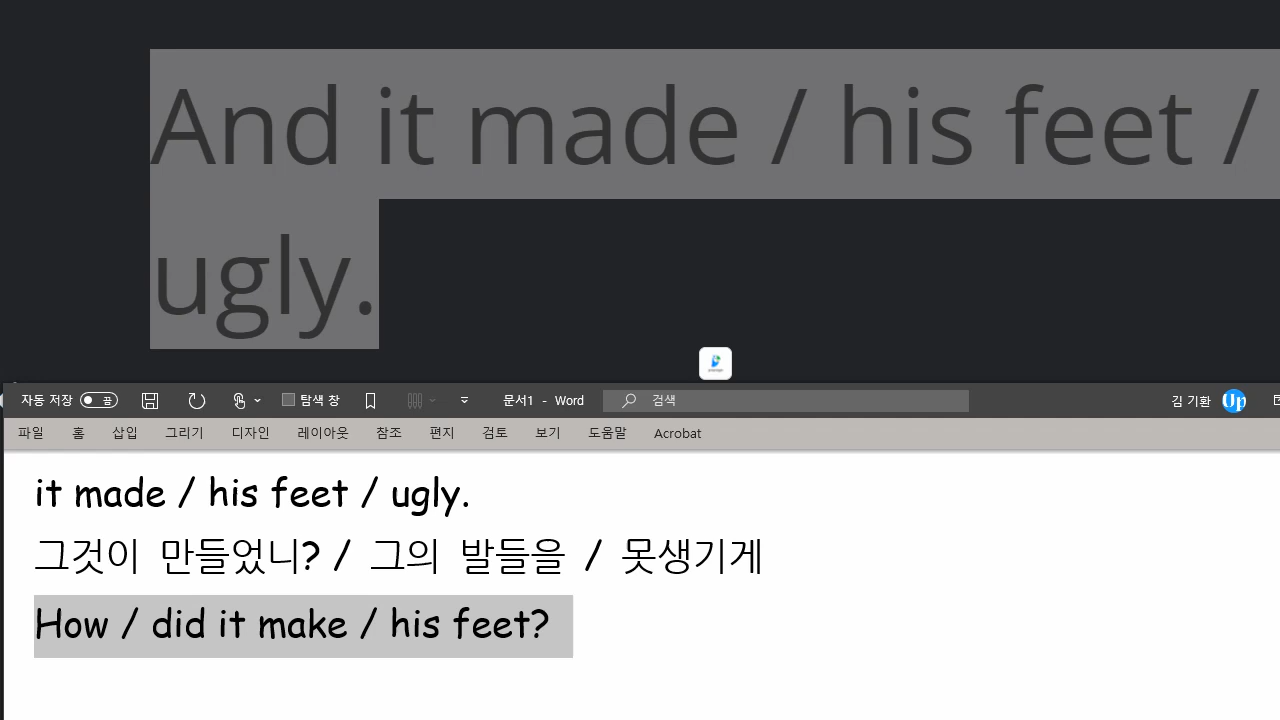 And it made / his feet /
ugly.
자동 저장 끔 탐색 창 문서1 - Word 검색 김 기환 Up
파일 홈 삽입 그리기 디자인 레이아웃 참조 편지 검토 보기 도움말 Acrobat
it made / his feet / ugly.
그것이 만들었니? / 그의 발들을 / 못생기게
How / did it make / his feet?